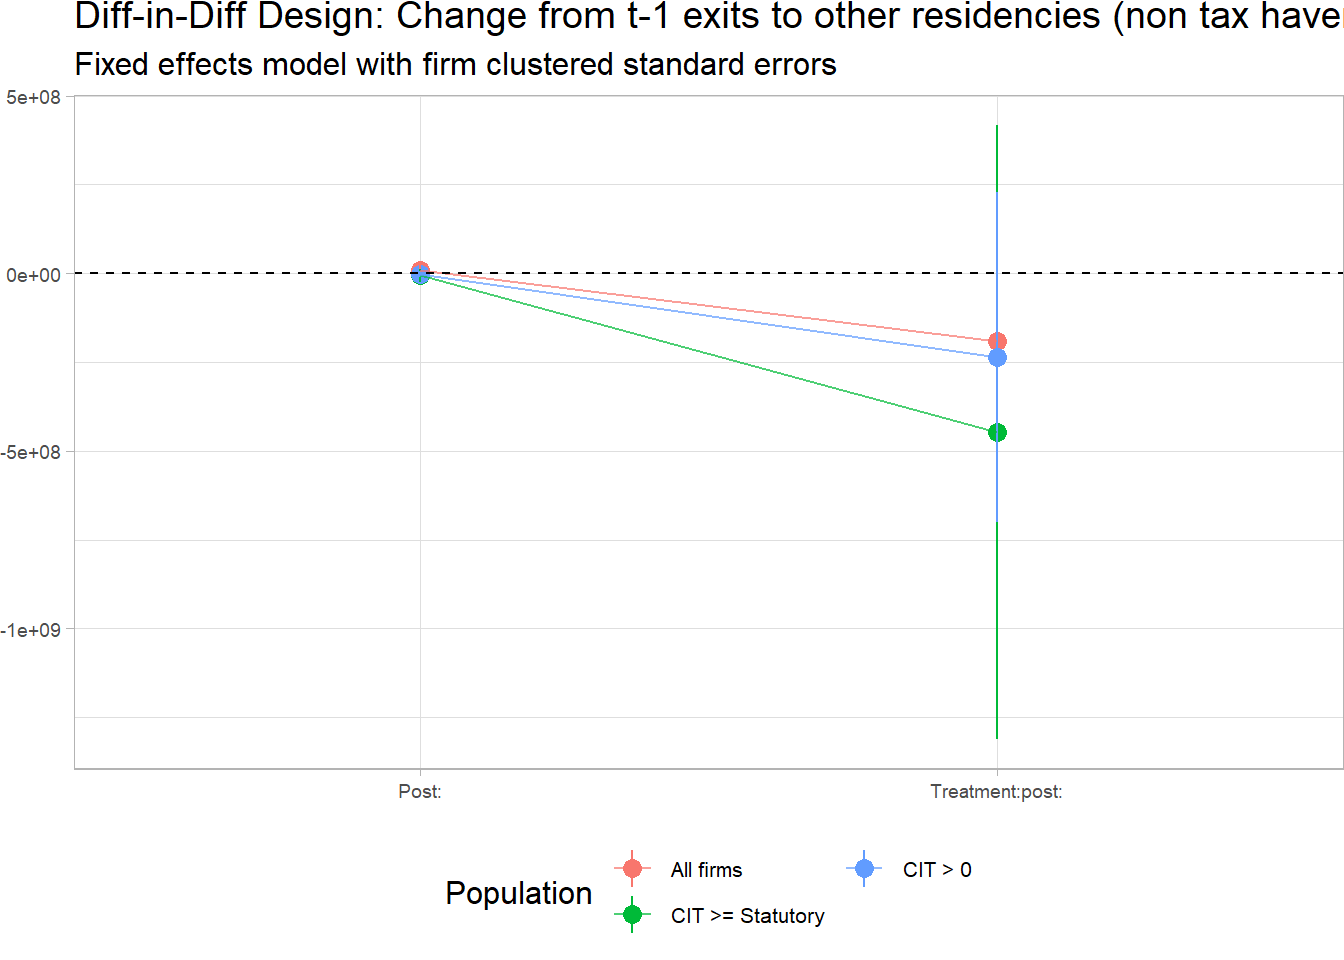 Diff-in-Diff Design: Change from t-1 exits to other residencies (non tax have
Fixed effects model with firm clustered standard errors
5e+08
0e+00
-5e+08
-1e+09
Post:
Treatment:post:
Population
All firms
CIT > 0
CIT >= Statutory